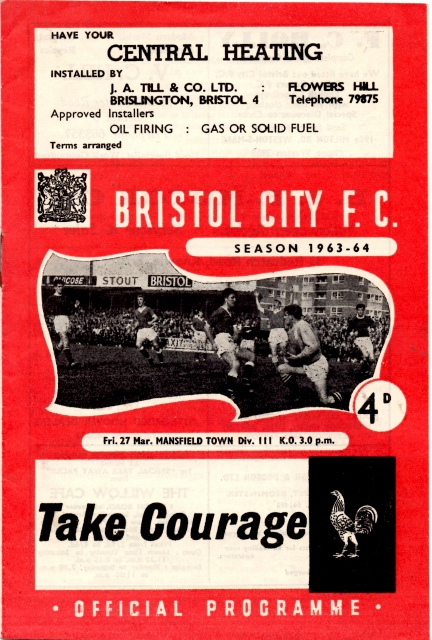 HAVE YOUR
CENTRAL HEATING
INSTALLED BY
J. A. TILL & CO. LTD. : FLOWERS HILL
BRISLINGTON, BRISTOL 4 Telephone 79875
Approved Installers
OIL FIRING : GAS OR SOLID FUEL
Terms arranged
BRISTOL CITY F. C.
SEASON 1963-64
STOUT BRISTOL
4D
Fri. 27 Mar. MANSFIELD TOWN Div. III K.O. 3.0 p.m.
Take Courage
· OFFICIAL PROGRAMME ·